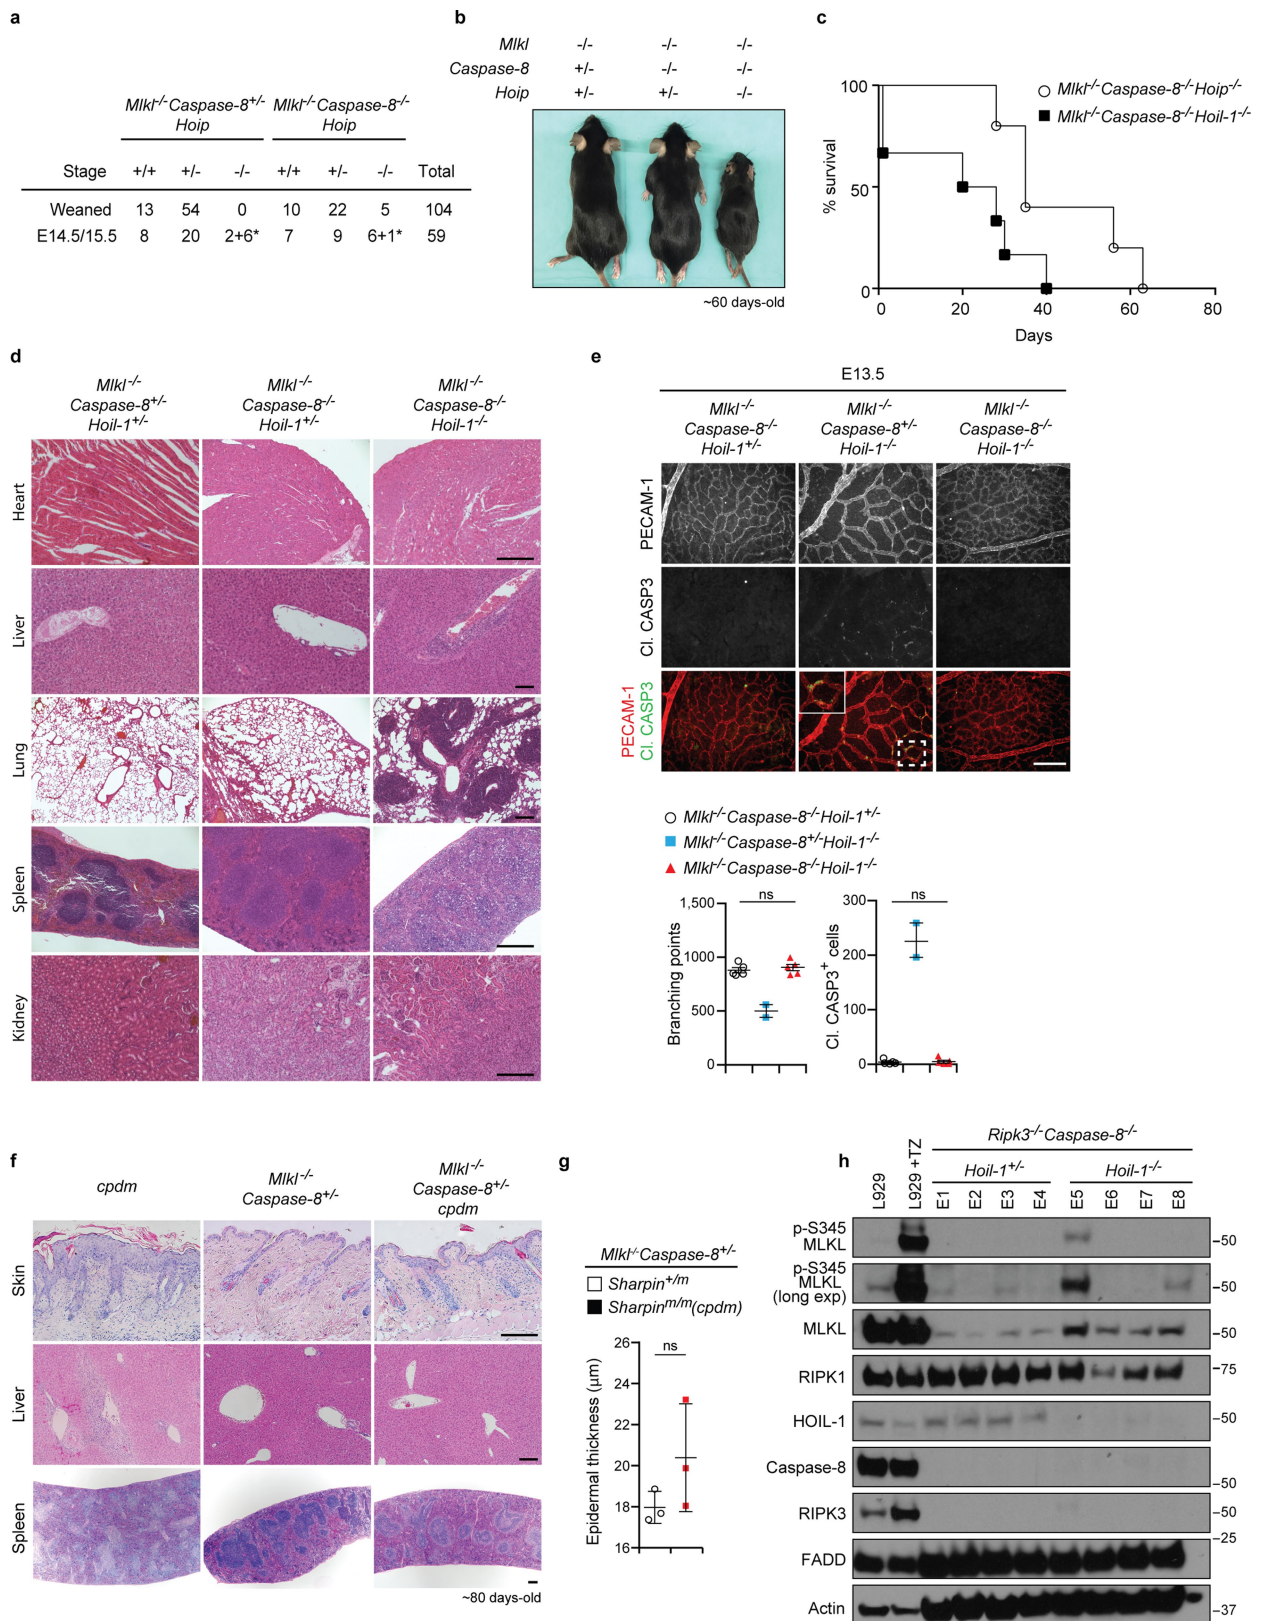 a
Mlkl-/-Caspase-8+/- Mlkl-/-Caspase-8-/-
Hoip Hoip
Stage +/+ +/- -/- +/+ +/- -/- Total
Weaned 13 54 0 10 22 5 104
E14.5/15.5 8 20 2+6* 7 9 6+1* 59
b
Mlkl -/- -/- -/-
Caspase-8 +/- -/- -/-
Hoip +/- +/- -/-
~60 days-old
c
Mlkl-/-Caspase-8-/-Hoip-/-
Mlkl-/-Caspase-8-/-Hoil-1-/-
% survival
100
50
0
0 20 40 60 80
Days
d
Mlkl-/- Mlkl-/- Mlkl-/-
Caspase-8+/- Caspase-8-/- Caspase-8-/-
Hoil-1+/- Hoil-1+/- Hoil-1-/-
Heart
Liver
Lung
Spleen
Kidney
e
E13.5
Mlkl-/- Mlkl-/- Mlkl-/-
Caspase-8-/- Caspase-8+/- Caspase-8-/-
Hoil-1+/- Hoil-1-/- Hoil-1-/-
PECAM-1
Cl. CASP3
PECAM-1
Cl. CASP3
Mlkl-/-Caspase-8-/-Hoil-1+/-
Mlkl-/-Caspase-8+/-Hoil-1-/-
Mlkl-/-Caspase-8-/-Hoil-1-/-
Branching points
1,500
1000
500
0
ns
Cl. CASP3+ cells
300
200
100
0
ns
f
cpdm
Mlkl-/-
Caspase-8+/-
Mlkl-/-
Caspase-8+/-
cpdm
Skin
Liver
Spleen
~80 days-old
g
Mlkl-/-Caspase-8+/-
Sharpin+/m
Sharpinm/m(cpdm)
Epidermal thickness (µm)
26
24
22
20
18
16
ns
h
Ripk3-/-Caspase-8-/-
Hoil-1+/- Hoil-1-/-
L929 L929 +TZ E1 E2 E3 E4 E5 E6 E7 E8
p-S345
MLKL
–50
p-S345
MLKL
(long exp)
–50
MLKL –50
RIPK1 –75
HOIL-1 –50
Caspase-8
–50
RIPK3 –50
–25
FADD
Actin –37